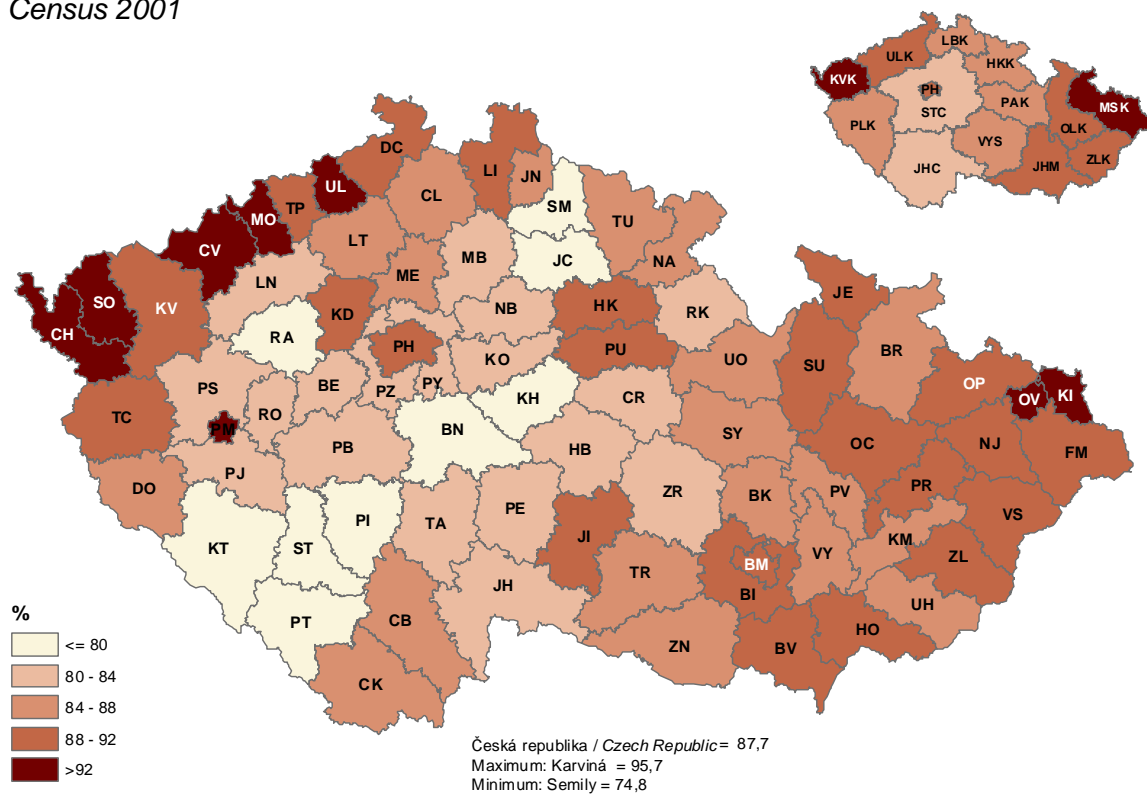 Census 2001
LBK
ULK
HKK
KVK
PH
MSK
PAK
STC
PLK
OLK
VYS
ZLK
JHC
JHM
DC
LI
JN
UL
CL
TP
SM
MO
TU
LT
CV
MB
JC
NA
ME
LN
JE
SO
KV
HK
NB
RK
KD
CH
RA
PH
PU
BR
KO
UO
SU
OP
PS
BE
PZ
PY
KI
OV
KH
CR
RO
TC
PM
BN
SY
OC
NJ
PB
HB
FM
PJ
DO
PR
ZR
PV
BK
PE
VS
PI
TA
JI
KT
ST
KM
VY
ZL
BM
TR
JH
BI
UH
PT
CB
HO
ZN
BV
CK
%
<= 80
80 - 84
84 - 88
88 - 92
>92
Česká republika / Czech Republic = 87,7
Maximum: Karviná = 95,7
Minimum: Semily = 74,8